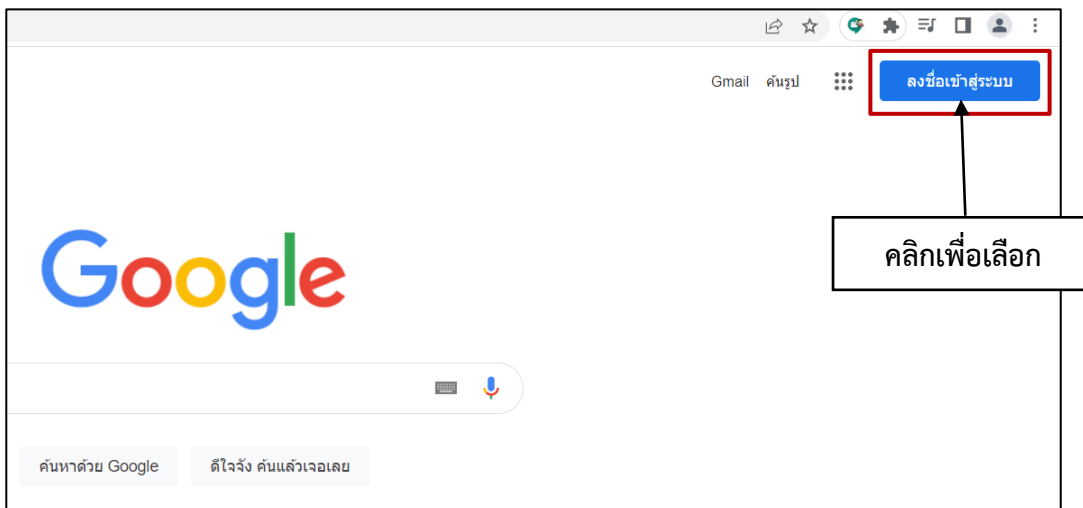 Gmail ค้นรูป ลงชื่อเข้าสู่ระบบ
คลิกเพื่อเลือก
Google
ค้นหาด้วย Google ดีใจจัง ค้นแล้วเจอเลย